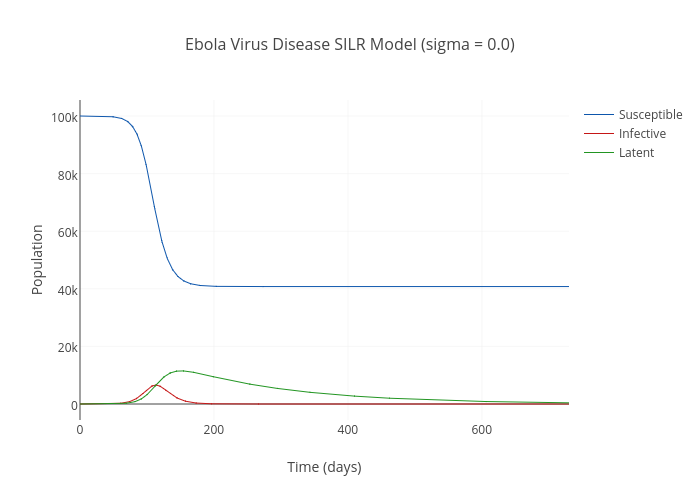 Ebola Virus Disease SILR Model (sigma = 0.0)
Susceptible
Infective
Latent
100k
80k
60k
40k
20k
0
Population
0 200 400 600
Time (days)